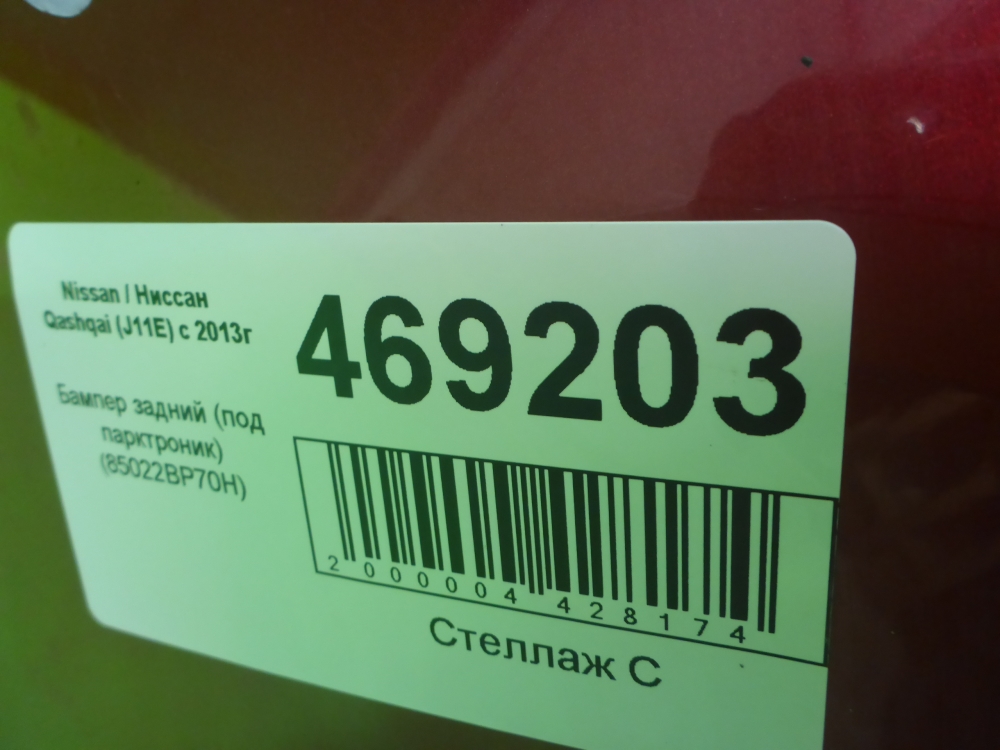 Nissan / Ниссан
Qashqai (J11E) с 2013г
Бампер задний (под
парктроник)
(85022BP70H)
469203
2 000004 428174
Стеллаж С